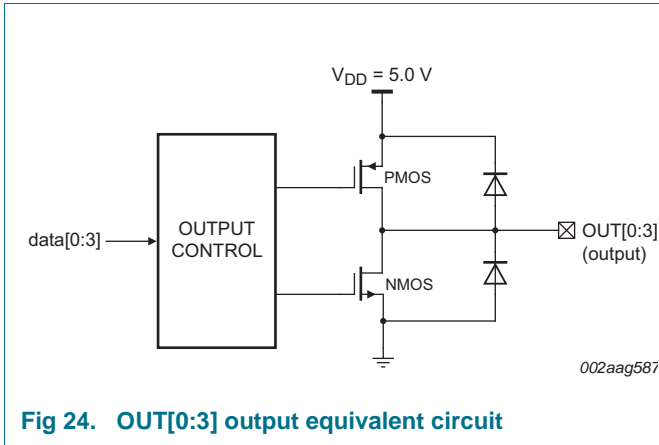 V_DD = 5.0 V
PMOS
OUTPUT
CONTROL
data[0:3]
OUT[0:3]
(output)
NMOS
002aag587
Fig 24. OUT[0:3] output equivalent circuit